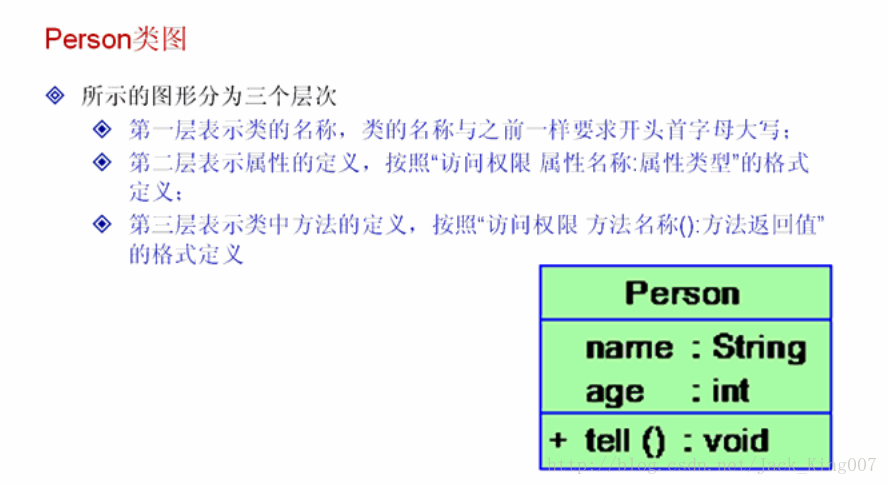 Person类图
所示的图形分为三个层次
第一层表示类的名称，类的名称与之前一样要求开头首字母大写；
第二层表示属性的定义，按照“访问权限 属性名称:属性类型”的格式
定义；
第三层表示类中方法的定义，按照“访问权限 方法名称():方法返回值”
的格式定义
Person
name : String
age : int
+ tell () : void
http://blog.csdn.net/Jack_King007